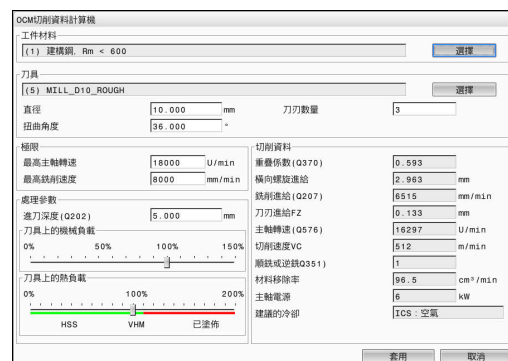 OCM切削資料計算機
工件材料
(1) 建構鋼, Rm < 600
選擇
刀具
(5) MILL_D10_ROUGH
選擇
直徑 10.000 mm 刀刃數量 3
扭曲角度 36.000 °
極限
最高主軸轉速 18000 U/min
最高銑削速度 8000 mm/min
處理參數
進刀深度(Q202) 5.000 mm
刀具上的機械負載
0% 50% 100% 150%
刀具上的熱負載
0% 100% 200%
HSS VHM 已塗佈
切削資料
重疊係數(Q370) 0.593
橫向螺旋進給 2.963 mm
銑削進給(Q207) 6515 mm/min
刀刃進給FZ 0.133 mm
主軸轉速(Q576) 16297 U/min
切削速度VC 512 m/min
順銑或逆銑Q351) 1
材料移除率 96.5 cm³/min
主軸電源 6 kW
建議的冷卻 ICS：空氣
套用 取消